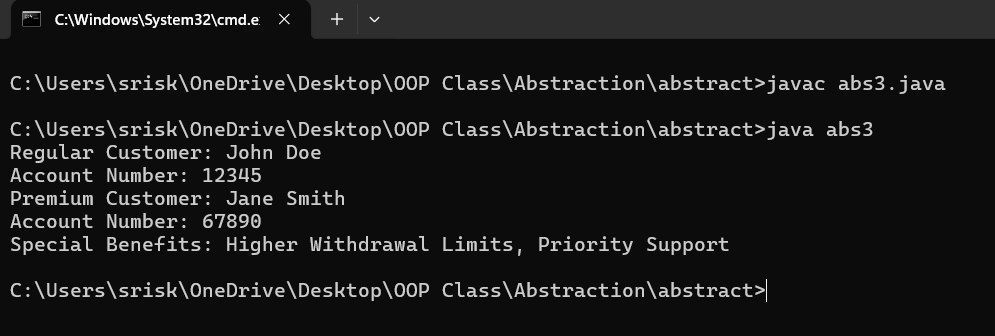 C:\Windows\System32\cmd.e
C:\Users\srisk\OneDrive\Desktop\OOP Class\Abstraction\abstract>javac abs3.java
C:\Users\srisk\OneDrive\Desktop\OOP Class\Abstraction\abstract>java abs3
Regular Customer: John Doe
Account Number: 12345
Premium Customer: Jane Smith
Account Number: 67890
Special Benefits: Higher Withdrawal Limits, Priority Support
C:\Users\srisk\OneDrive\Desktop\OOP Class\Abstraction\abstract>